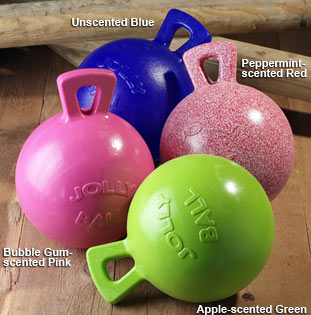 Unscented Blue
Peppermint-
scented Red
JOLLY
BALL
JOLLY
BALL
Bubble Gum-
scented Pink
Apple-scented Green